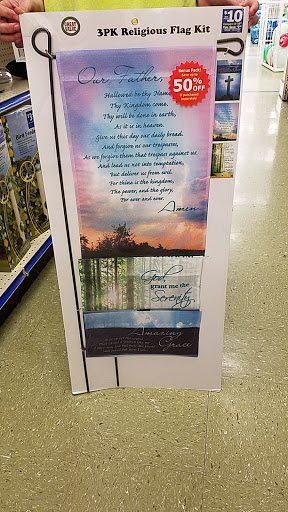 GREAT VALUE
3PK Religious Flag Kit
$10
Bonus Pack!
50%
OFF
Our Father,
Hallowed be thy Name.
Thy Kingdom come.
Thy will be done in earth,
As it is in heaven.
Give us this day our daily bread.
And forgive us our trespasses,
As we forgive them that trespass against us.
And lead us not into temptation,
But deliver us from evil.
For thine is the kingdom,
The power, and the glory,
For ever and ever.
Amen
God,
grant me the
Serenity
Amazing
Grace